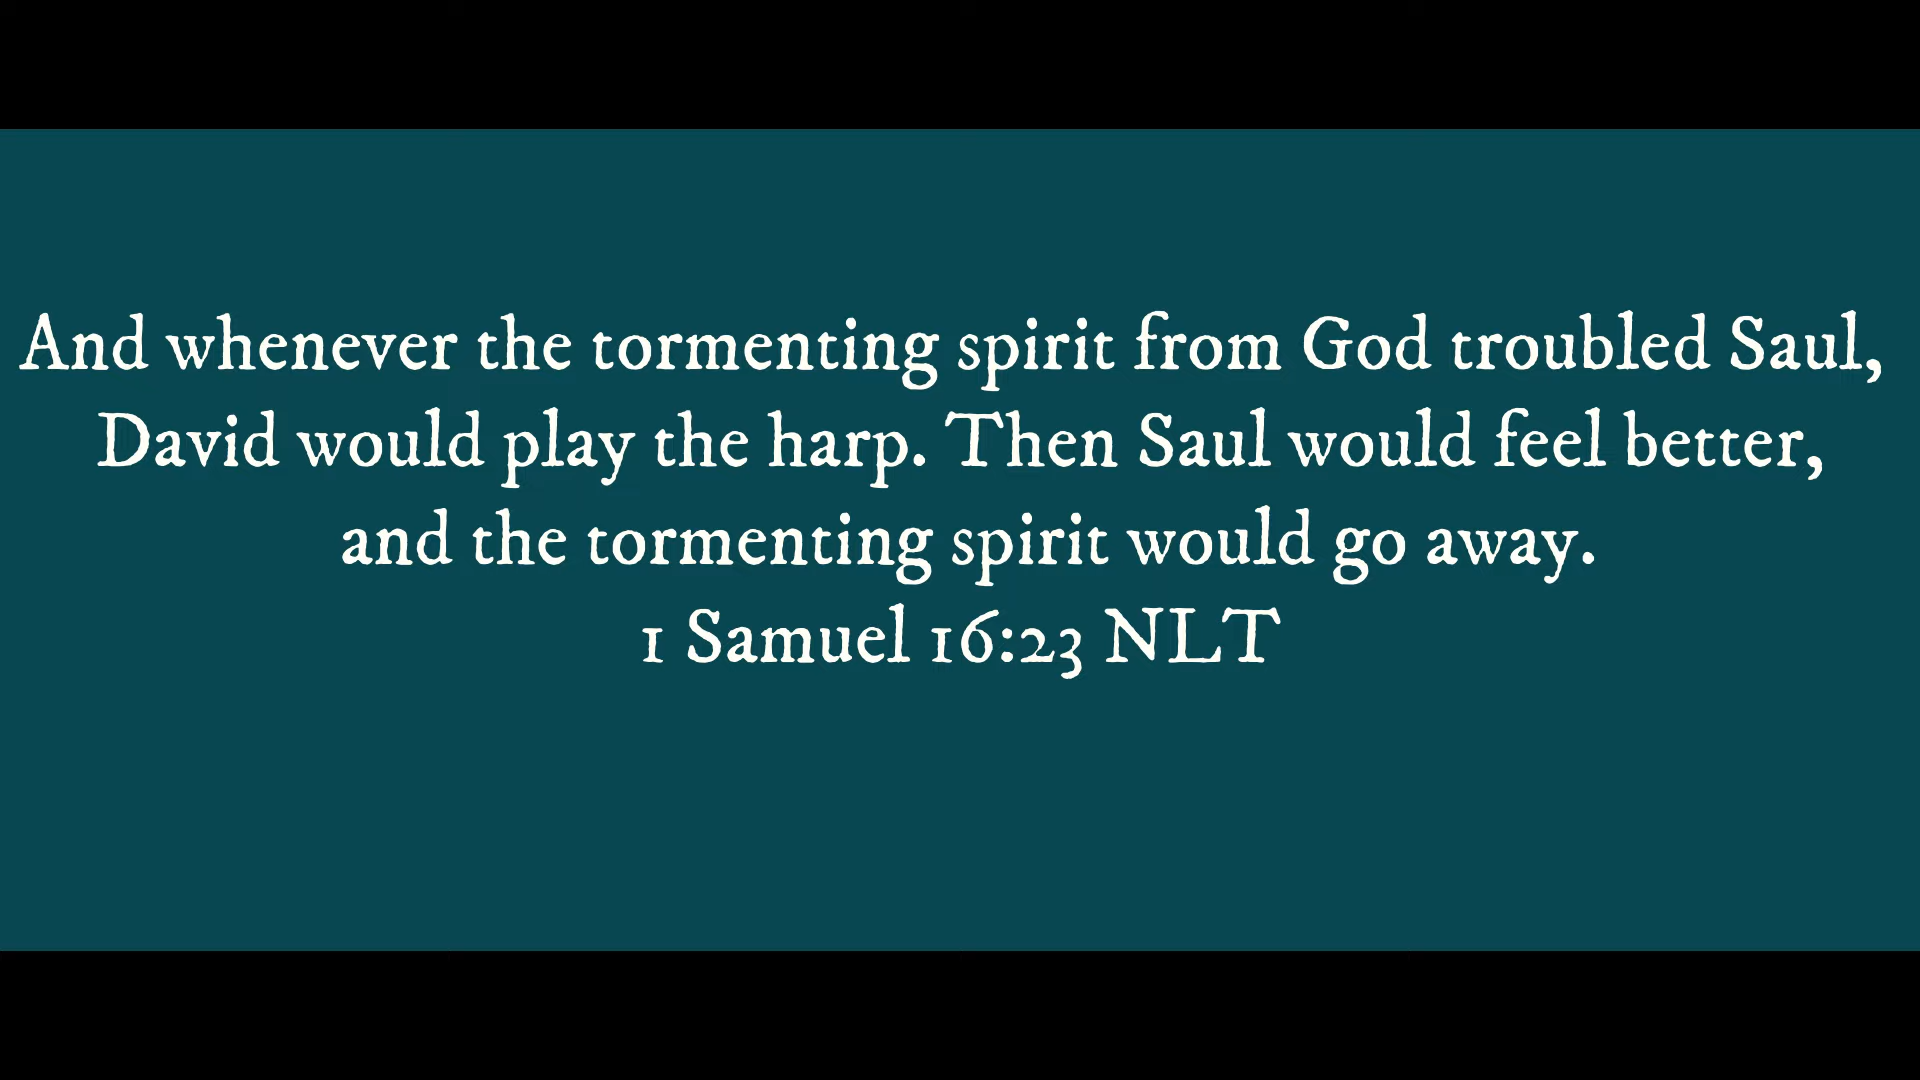 And whenever the tormenting spirit from God troubled Saul,
David would play the harp. Then Saul would feel better,
and the tormenting spirit would go away.
1 Samuel 16:23 NLT